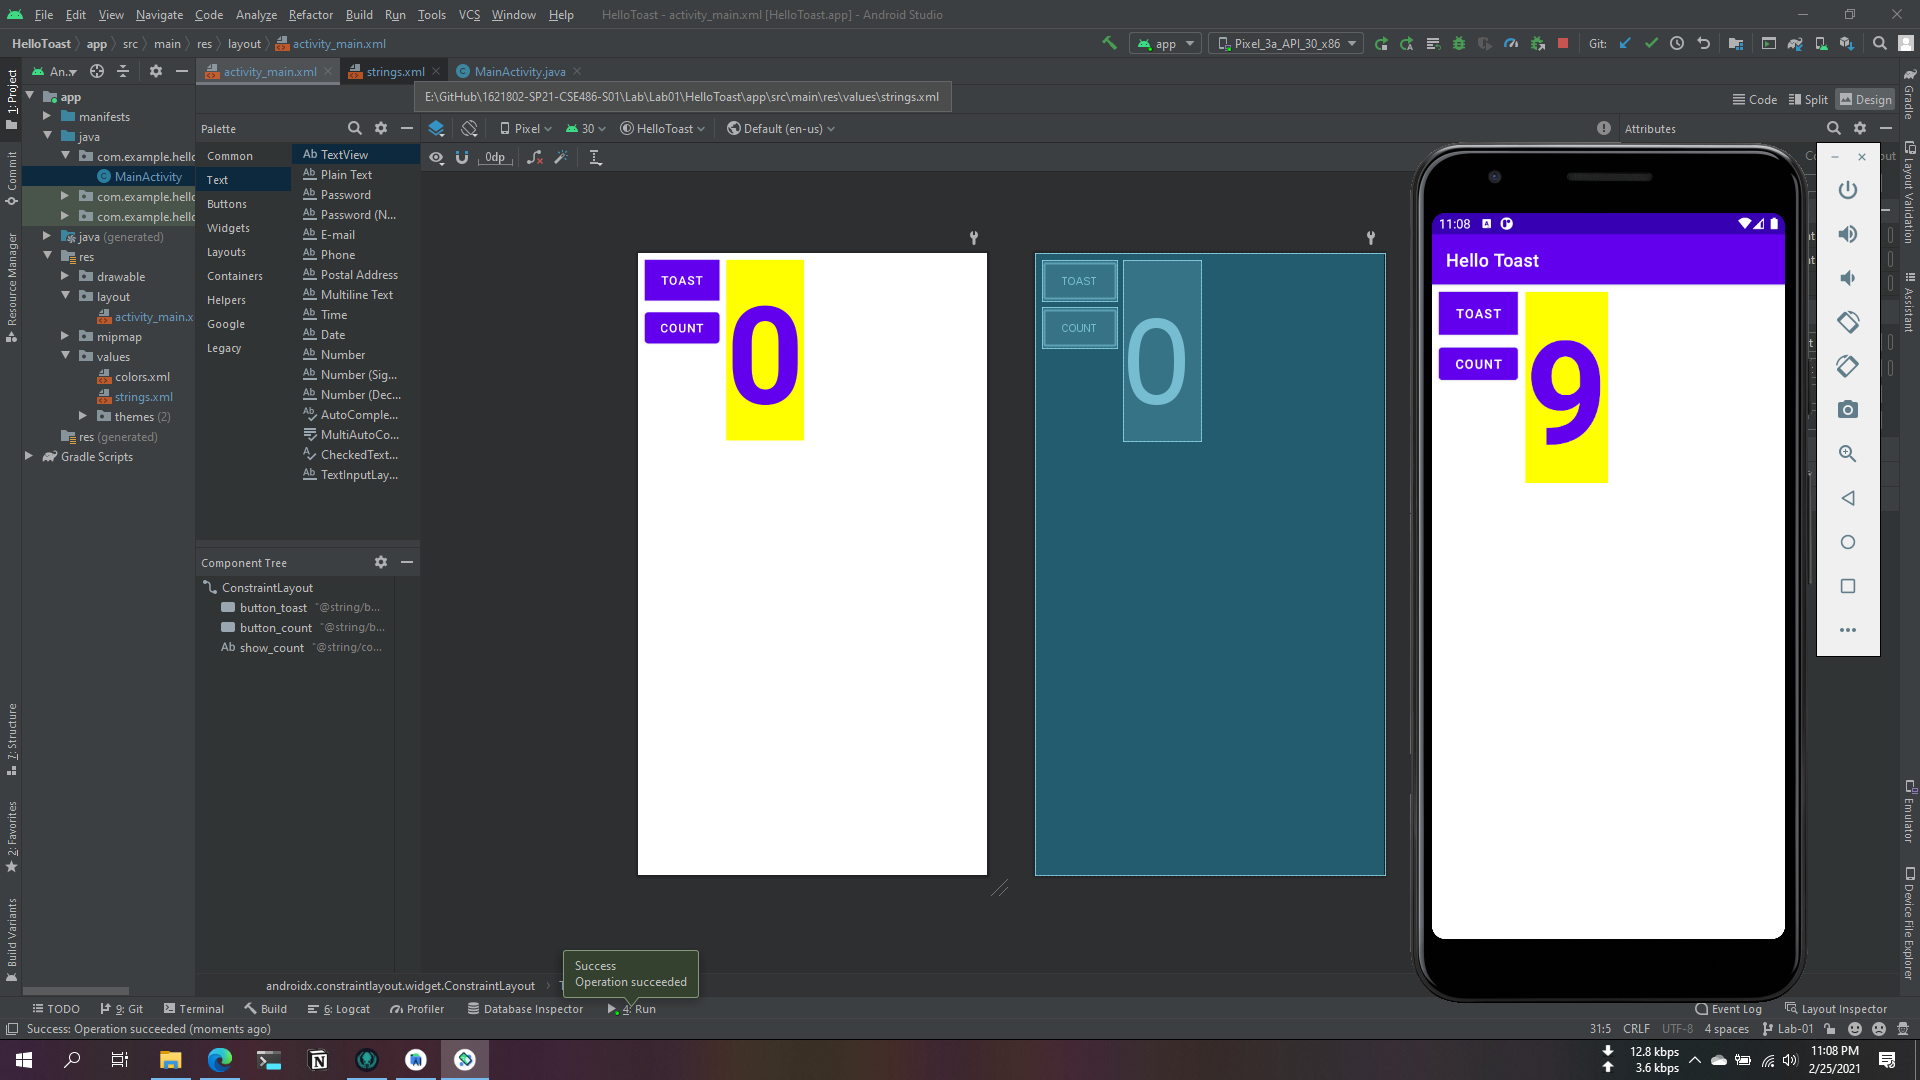 File Edit View Navigate Code Analyze Refactor Build Run Tools VCS Window Help HelloToast - activity_main.xml [HelloToast.app] - Android Studio
HelloToast app src main res layout activity_main.xml app Pixel_3a_API_30_x86 Git:
An.. activity_main.xml strings.xml MainActivity.java
E:\GitHub\1621802-SP21-CSE486-S01\Lab\Lab01\HelloToast\app\src\main\res\values\strings.xml
Code Split Design
1: Project
Commit
Resource Manager
7: Structure
2: Favorites
Build Variants
app
manifests
java
com.example.hello
MainActivity
com.example.hello
com.example.hello
java (generated)
res
drawable
layout
activity_main.x
mipmap
values
colors.xml
strings.xml
themes (2)
res (generated)
Gradle Scripts
Palette
Common
Text
Buttons
Widgets
Layouts
Containers
Helpers
Google
Legacy
Ab TextView
Ab Plain Text
Ab Password
Ab Password (N...
Ab E-mail
Ab Phone
Ab Postal Address
Ab Multiline Text
Ab Time
Ab Date
Ab Number
Ab Number (Sig...
Ab Number (Dec...
AutoComple...
MultiAutoCo...
CheckedText...
Ab TextInputLay...
Component Tree
ConstraintLayout
button_toast "@string/b...
button_count "@string/b...
Ab show_count "@string/co...
Pixel 30 HelloToast Default (en-us)
0dp
Attributes
TOAST
COUNT
0
TOAST
COUNT
0
11:08
Hello Toast
TOAST
COUNT
9
Gradle
Layout Validation
Assistant
Emulator
Device File Explorer
Success
Operation succeeded
androidx.constraintlayout.widget.ConstraintLayout
TODO 9: Git Terminal Build 6: Logcat Profiler Database Inspector 4: Run Event Log Layout Inspector
Success: Operation succeeded (moments ago) 31:5 CRLF UTF-8 4 spaces Lab-01
12.8 kbps
3.6 kbps
11:08 PM
2/25/2021